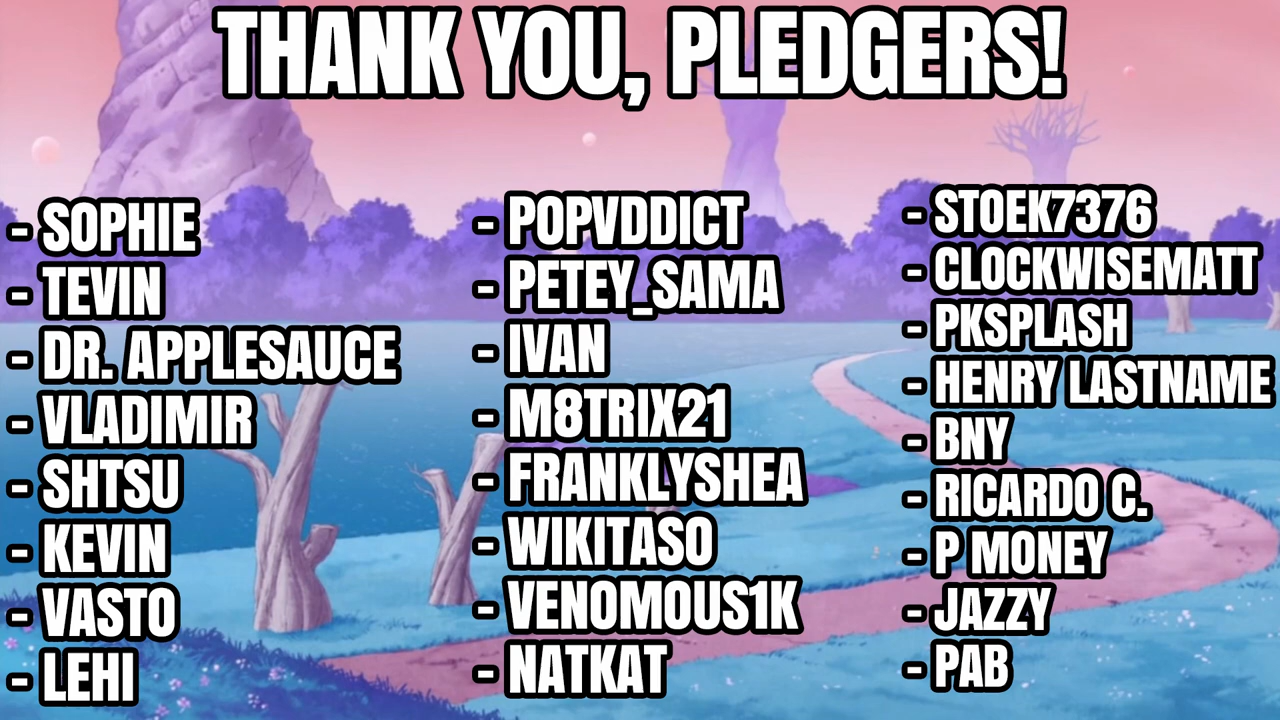 THANK YOU, PLEDGERS!
- SOPHIE
- TEVIN
- DR. APPLESAUCE
- VLADIMIR
- SHTSU
- KEVIN
- VASTO
- LEHI
- POPVDDICT
- PETEY_SAMA
- IVAN
- M8TRIX21
- FRANKLYSHEA
- WIKITASO
- VENOMOUS1K
- NATKAT
- STOEK7376
- CLOCKWISEMATT
- PKSPLASH
- HENRY LASTNAME
- BNY
- RICARDO C.
- P MONEY
- JAZZY
- PAB